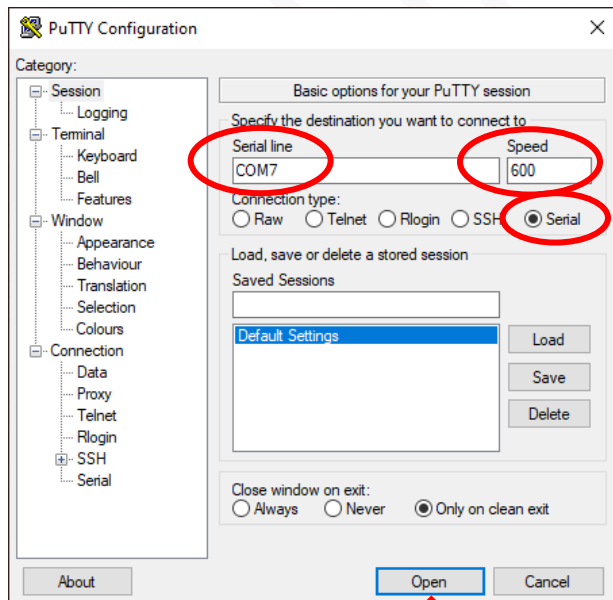 PuTTY Configuration
Category:
Session
Logging
Terminal
Keyboard
Bell
Features
Window
Appearance
Behaviour
Translation
Selection
Colours
Connection
Data
Proxy
Telnet
Rlogin
SSH
Serial
Basic options for your PuTTY session
Specify the destination you want to connect to
Serial line Speed
COM7 600
Connection type:
Raw Telnet Rlogin SSH Serial
Load, save or delete a stored session
Saved Sessions
Default Settings
Load
Save
Delete
Close window on exit:
Always Never Only on clean exit
About Open Cancel